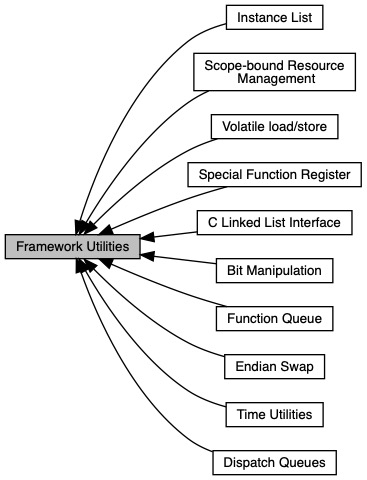 Instance List
Scope-bound Resource
Management
Volatile load/store
Special Function Register
C Linked List Interface
Framework Utilities
Bit Manipulation
Function Queue
Endian Swap
Time Utilities
Dispatch Queues